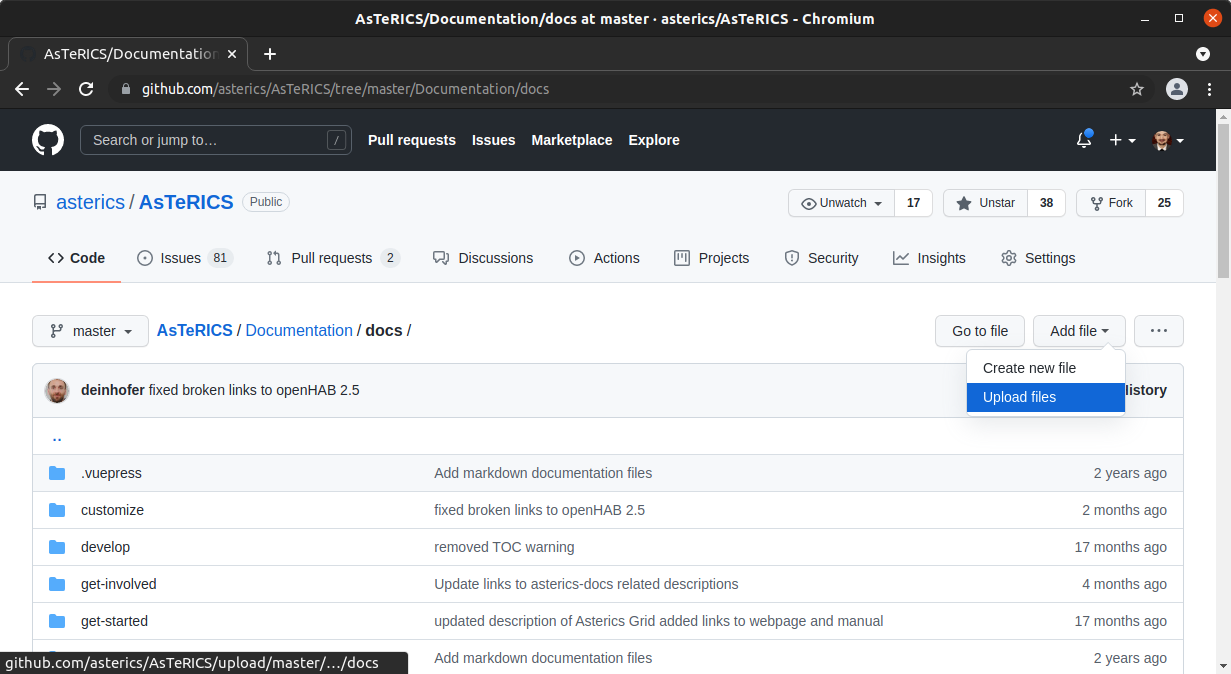 AsTeRICS/Documentation/docs at master · asterics/AsTeRICS - Chromium
AsTeRICS/Documentation
github.com/asterics/AsTeRICS/tree/master/Documentation/docs
Search or jump to… / Pull requests Issues Marketplace Explore
asterics / AsTeRICS Public Unwatch 17 Unstar 38 Fork 25
Code Issues 81 Pull requests 2 Discussions Actions Projects Security Insights Settings
master AsTeRICS / Documentation / docs / Go to file Add file ···
Create new file
deinhofer fixed broken links to openHAB 2.5 History
Upload files
..
.vuepress Add markdown documentation files 2 years ago
customize fixed broken links to openHAB 2.5 2 months ago
develop removed TOC warning 17 months ago
get-involved Update links to asterics-docs related descriptions 4 months ago
get-started updated description of Asterics Grid added links to webpage and manual 17 months ago
Add markdown documentation files 2 years ago
github.com/asterics/AsTeRICS/upload/master/…/docs